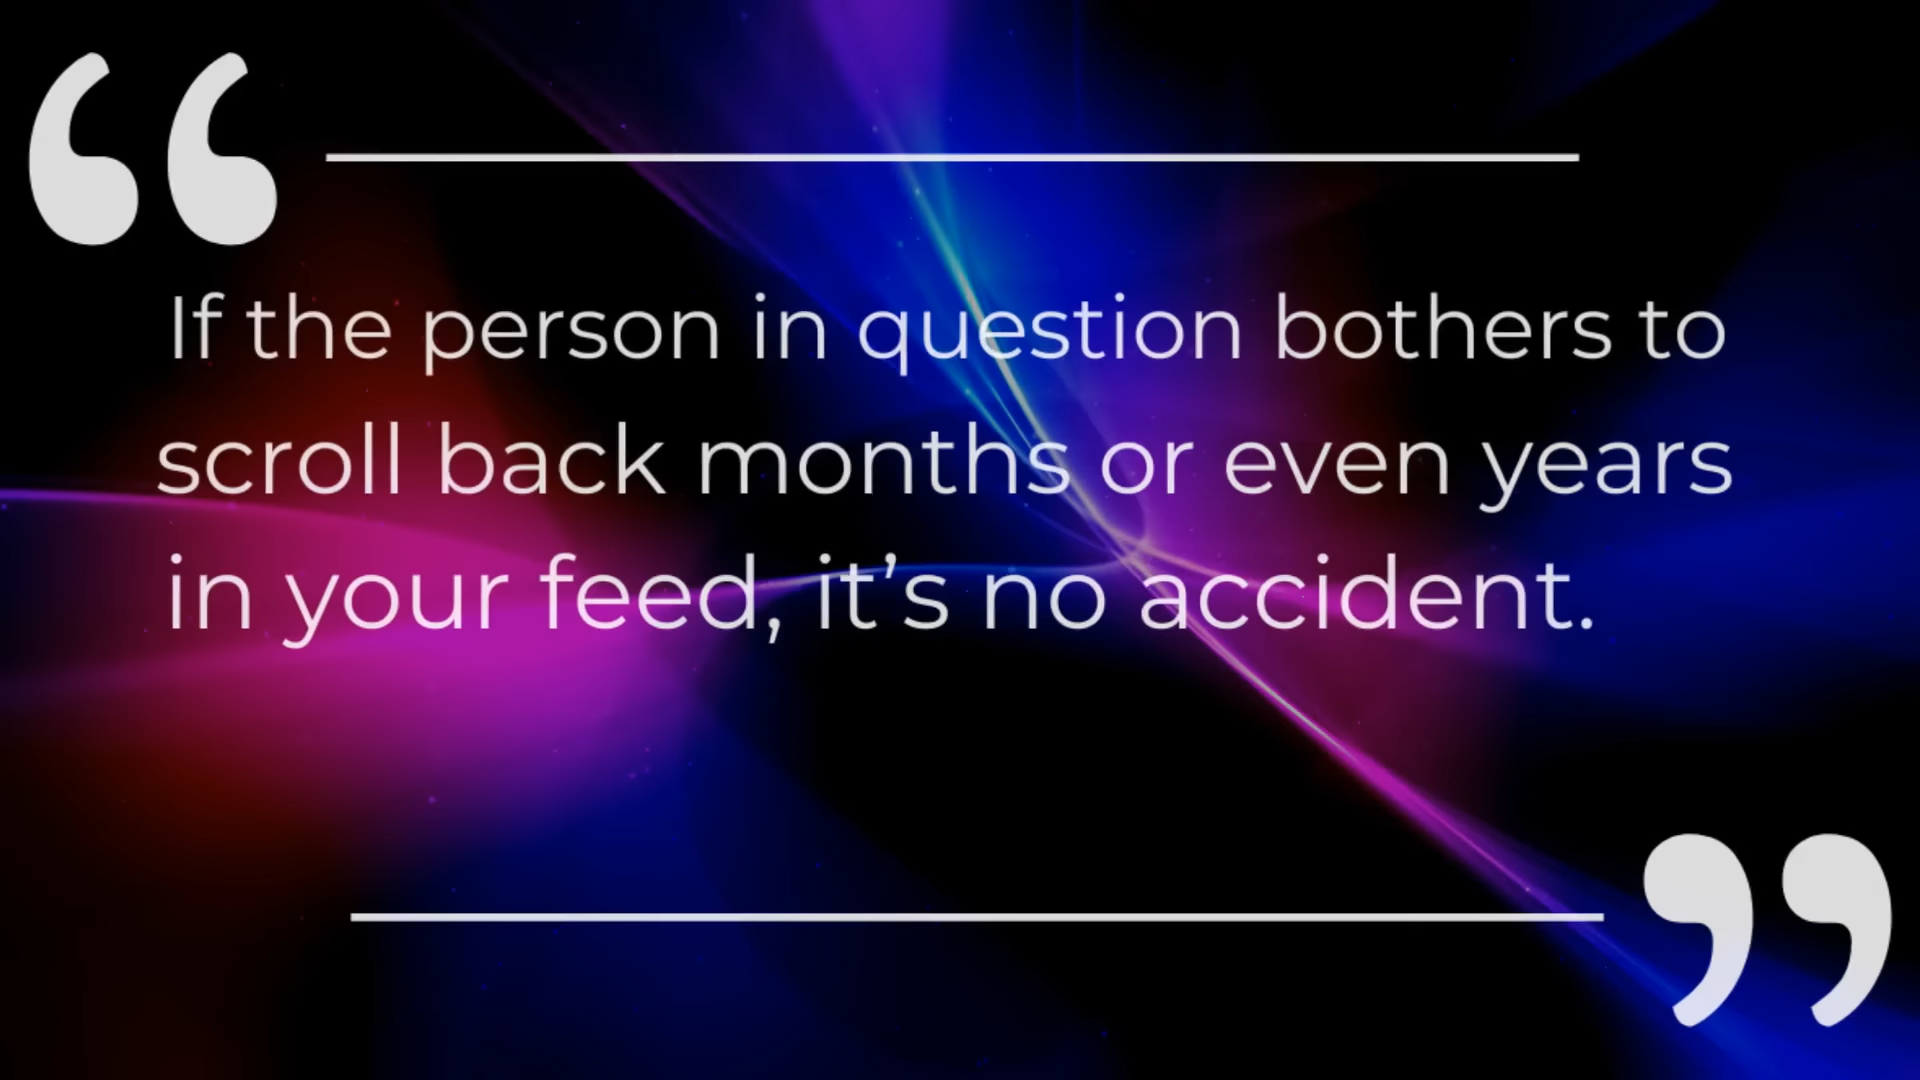 “
If the person in question bothers to
scroll back months or even years
in your feed, it’s no accident.
”